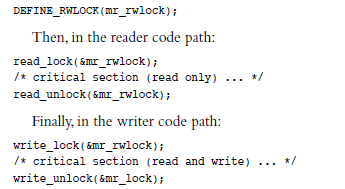 DEFINE_RWLOCK(mr_rwlock);
Then, in the reader code path:
read_lock(&mr_rwlock);
/* critical section (read only) ... */
read_unlock(&mr_rwlock);
Finally, in the writer code path:
write_lock(&mr_rwlock);
/* critical section (read and write) ... */
write_unlock(&mr_lock);